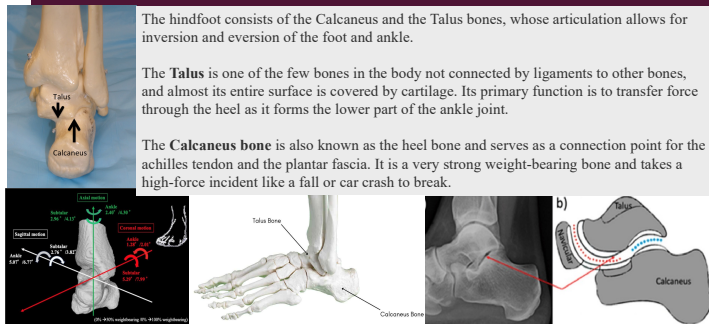 The hindfoot consists of the Calcaneus and the Talus bones, whose articulation allows for
inversion and eversion of the foot and ankle.
The Talus is one of the few bones in the body not connected by ligaments to other bones,
and almost its entire surface is covered by cartilage. Its primary function is to transfer force
through the heel as it forms the lower part of the ankle joint.
The Calcaneus bone is also known as the heel bone and serves as a connection point for the
achilles tendon and the plantar fascia. It is a very strong weight-bearing bone and takes a
high-force incident like a fall or car crash to break.
Talus
Calcaneus
Axial motion
Subtalar
Ankle
Sagittal motion
Subtalar
Ankle
Coronal motion
Ankle
Subtalar
Talus Bone
Calcaneus Bone
b)
Talus
Navicular
Calcaneus